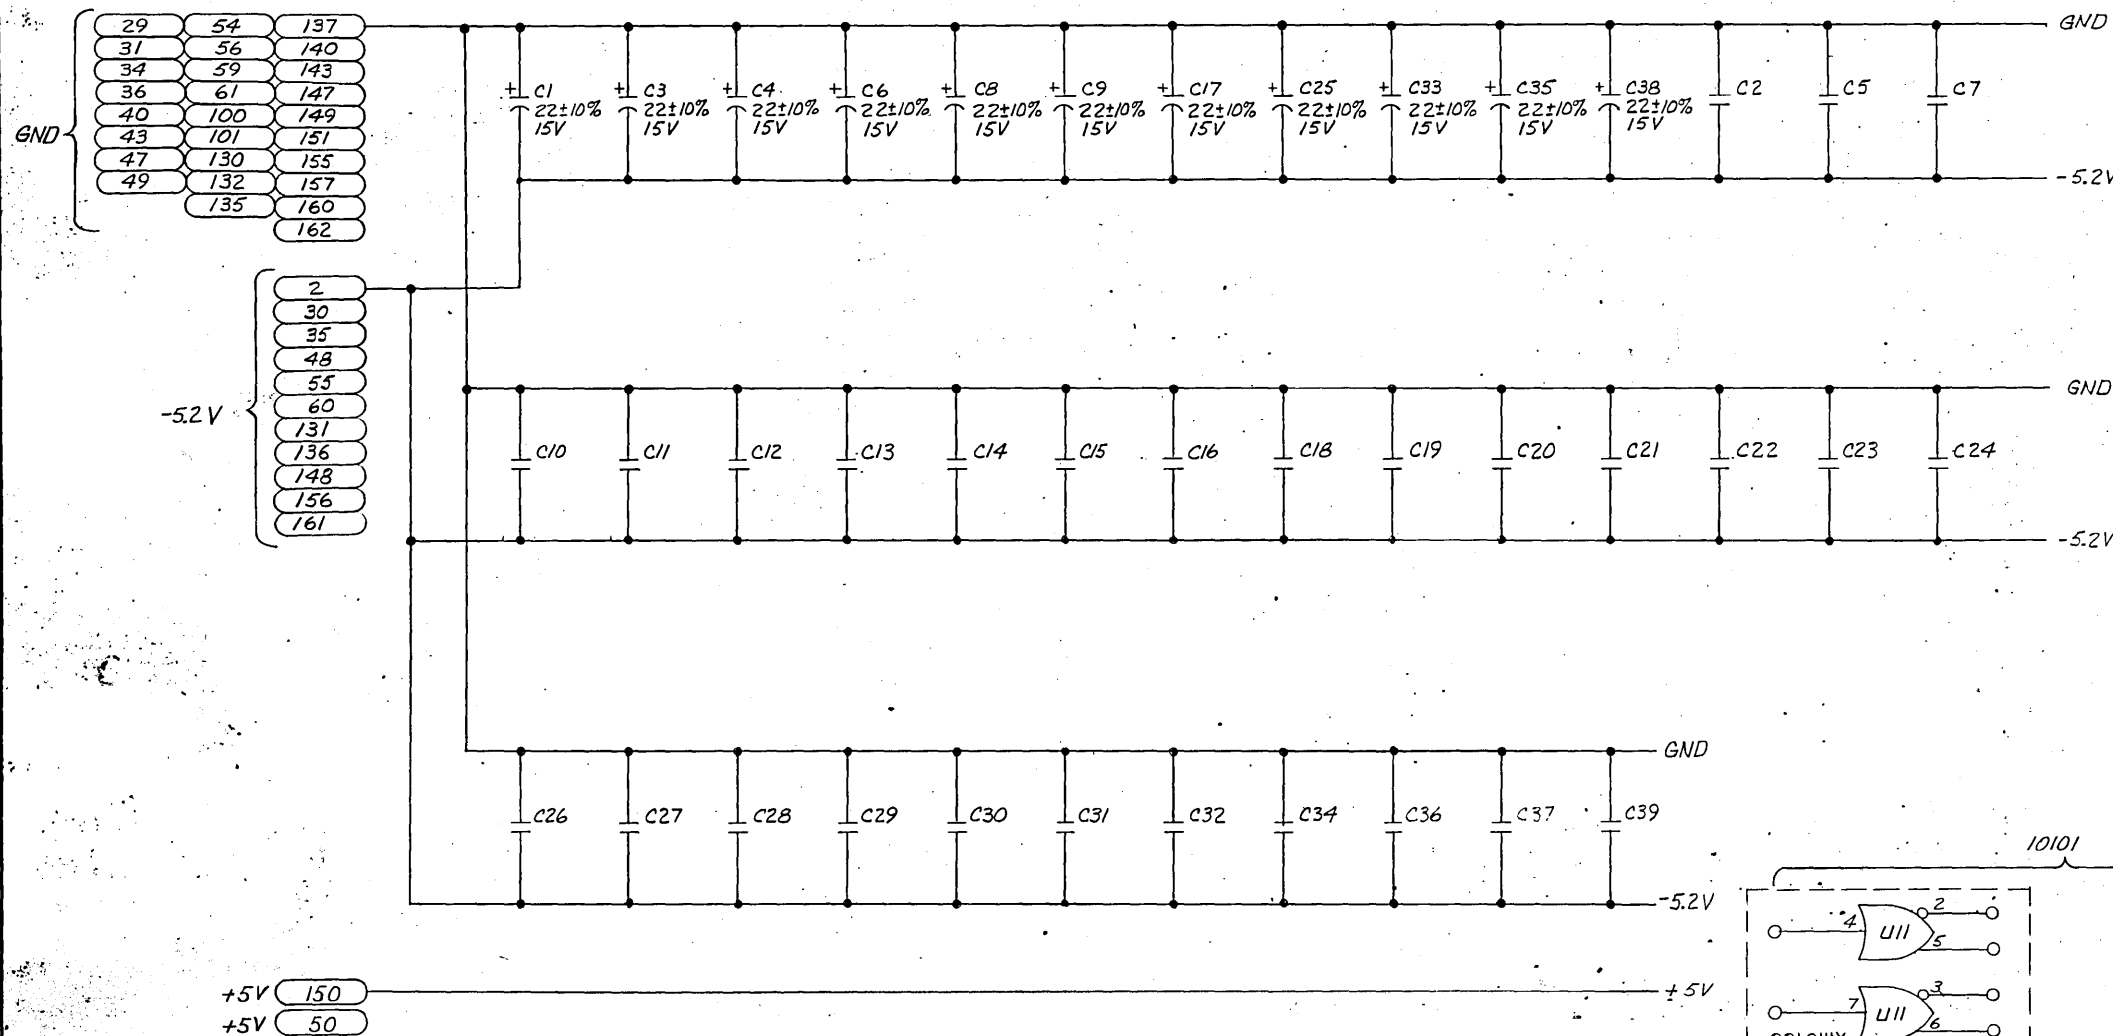 29 54 137 GND
31 56 140
34 59 143
36 61 147
40 100 149
GND 43 101 151
47 130 155
49 132 157
135 160
162
+ C1 + C3 + C4 + C6 + C8 + C9 + C17 + C25 + C33 + C35 + C38 C2 C5 C7
22±10% 22±10% 22±10% 22±10% 22±10% 22±10% 22±10% 22±10% 22±10% 22±10% 22±10%
15V 15V 15V 15V 15V 15V 15V 15V 15V 15V 15V
-5.2V
2
30
35
48
55
-5.2V 60
131
136
148
156
161
GND
C10 C11 C12 C13 C14 C15 C16 C18 C19 C20 C21 C22 C23 C24
-5.2V
GND
C26 C27 C28 C29 C30 C31 C32 C34 C36 C37 C39
-5.2V
10101
4 U11 2
5
+5V 150 +5V
+5V 50
7 U11 3
6